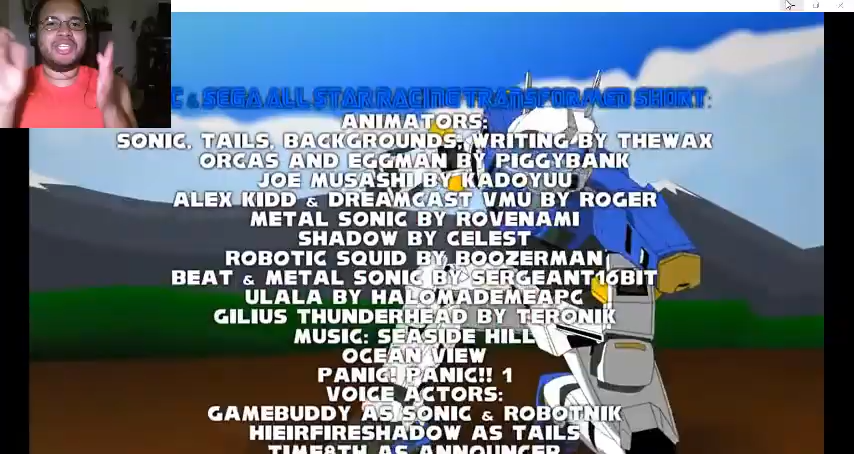 & SEGA ALL STAR RACING TRANSFORMED SHORT:
ANIMATORS:
SONIC, TAILS, BACKGROUNDS, WRITING BY THEWAX
ORCAS AND EGGMAN BY PIGGYBANK
JOE MUSASHI BY KADOYUU
ALEX KIDD & DREAMCAST VMU BY ROGER
METAL SONIC BY ROVENAMI
SHADOW BY CELEST
ROBOTIC SQUID BY BOOZERMAN
BEAT & METAL SONIC BY SERGEANT16BIT
ULALA BY HALOMADEMEAPC
GILIUS THUNDERHEAD BY TERONIK
MUSIC: SEASIDE HILL
OCEAN VIEW
PANIC! PANIC!! 1
VOICE ACTORS:
GAMEBUDDY AS SONIC & ROBOTNIK
HIEIRFIRESHADOW AS TAILS
TIME8TH AS ANNOUNCER